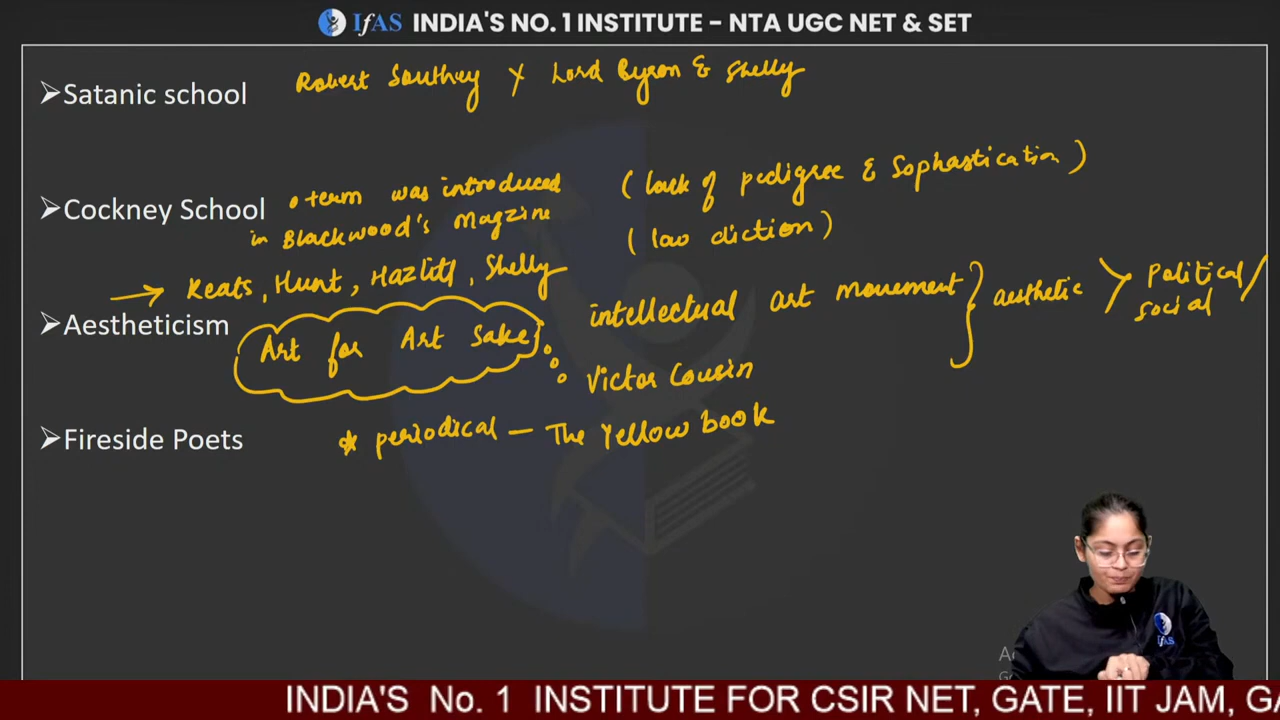 IfAS INDIA'S NO. 1 INSTITUTE – NTA UGC NET & SET
➢Satanic school
Robert Southey X Lord Byron & Shelly
➢Cockney School
• term was introduced
in Blackwood's Magzine
(lack of pedigree & Sophastication)
(low diction)
→ Keats, Hunt, Hazlitt, Shelly
➢Aestheticism
Art for Art Sake
intellectual art movement } aesthetic > political/
social
Victor Cousin
➢Fireside Poets
* periodical — The Yellow book
IfAS
INDIA'S No. 1 INSTITUTE FOR CSIR NET, GATE, IIT JAM, GA